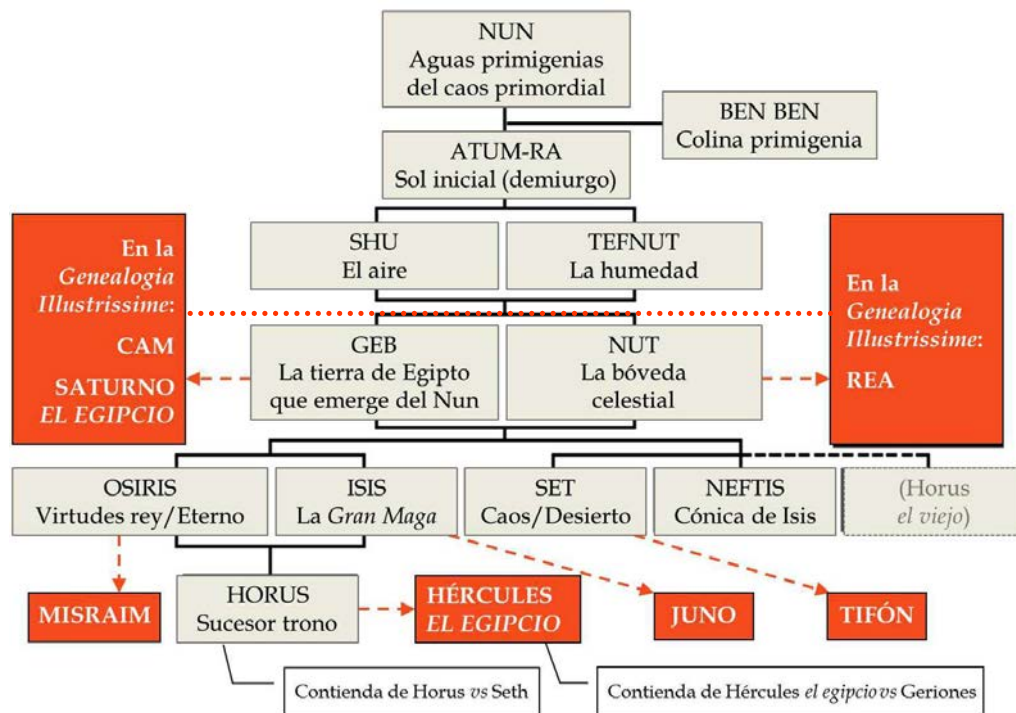 NUN
Aguas primigenias
del caos primordial
BEN BEN
Colina primigenia
ATUM-RA
Sol inicial (demiurgo)
En la
Genealogia
Illustrissime:
CAM
SATURNO
EL EGIPCIO
SHU
El aire
TEFNUT
La humedad
En la
Genealogia
Illustrissime:
REA
GEB
La tierra de Egipto
que emerge del Nun
NUT
La bóveda
celestial
OSIRIS
Virtudes rey/Eterno
ISIS
La Gran Maga
SET
Caos/Desierto
NEFTIS
Cónica de Isis
(Horus
el viejo)
MISRAIM
HORUS
Sucesor trono
HÉRCULES
EL EGIPCIO
JUNO
TIFÓN
Contienda de Horus vs Seth
Contienda de Hércules el egipcio vs Geriones